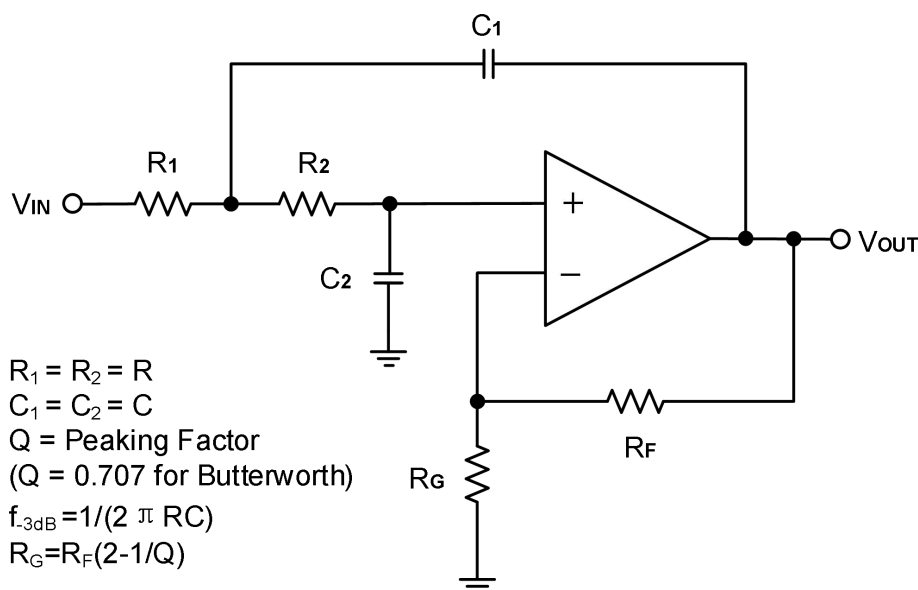 C1
R1
R2
VIN
+
−
VOUT
C2
R1 = R2 = R
C1 = C2 = C
Q = Peaking Factor
(Q = 0.707 for Butterworth)
f-3dB =1/(2 π RC)
RG=RF(2-1/Q)
RG
RF